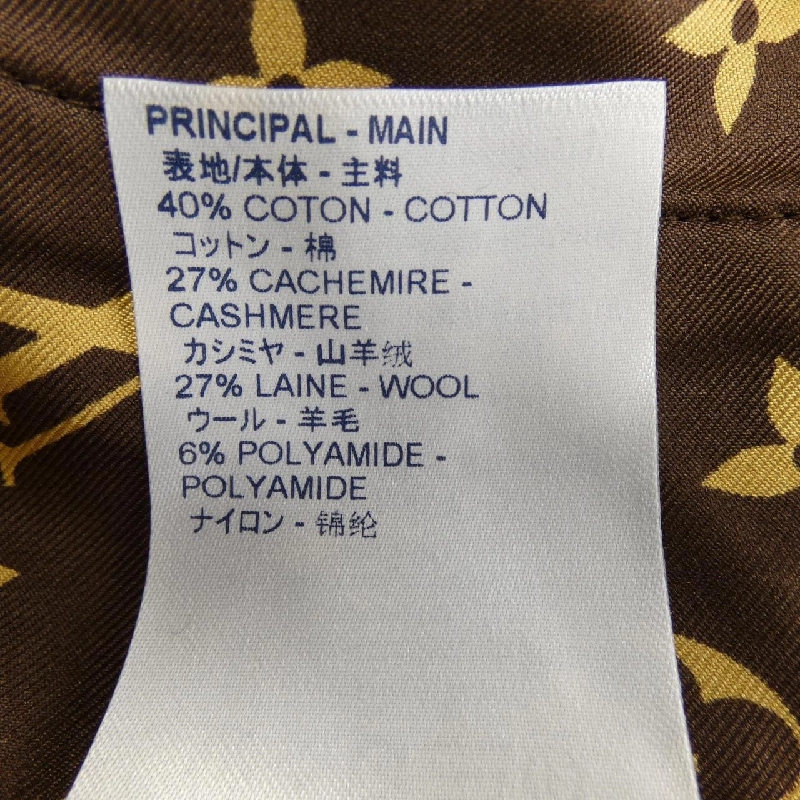 PRINCIPAL - MAIN
表地/本体 - 主料
40% COTON - COTTON
コットン - 棉
27% CACHEMIRE -
CASHMERE
カシミヤ - 山羊绒
27% LAINE - WOOL
ウール - 羊毛
6% POLYAMIDE -
POLYAMIDE
ナイロン - 锦纶